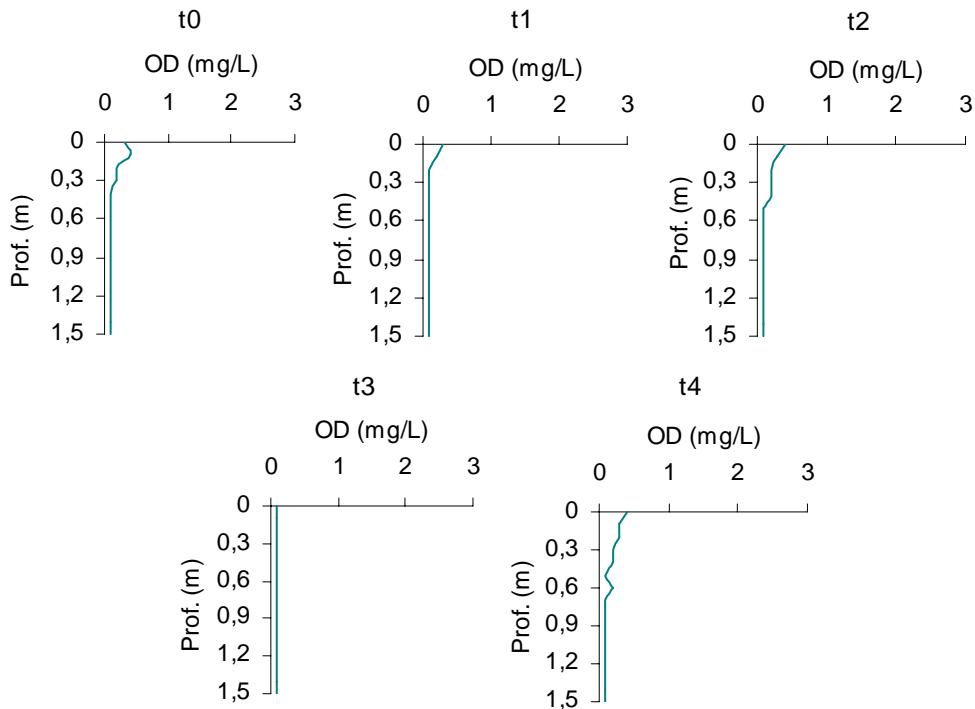 t0
OD (mg/L)
0 1 2 3
0
0,3
0,6
0,9
1,2
1,5
Prof. (m)
t1
OD (mg/L)
0 1 2 3
0
0,3
0,6
0,9
1,2
1,5
Prof. (m)
t2
OD (mg/L)
0 1 2 3
0
0,3
0,6
0,9
1,2
1,5
Prof. (m)
t3
OD (mg/L)
0 1 2 3
0
0,3
0,6
0,9
1,2
1,5
Prof. (m)
t4
OD (mg/L)
0 1 2 3
0
0,3
0,6
0,9
1,2
1,5
Prof. (m)